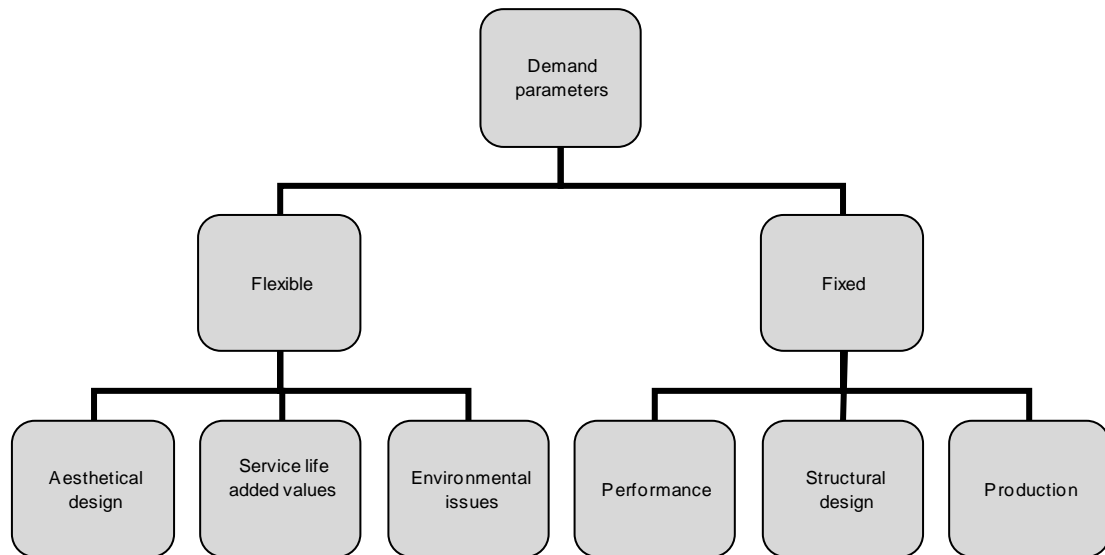 Demand
parameters
Flexible
Fixed
Aesthetical
design
Service life
added values
Environmental
issues
Performance
Structural
design
Production